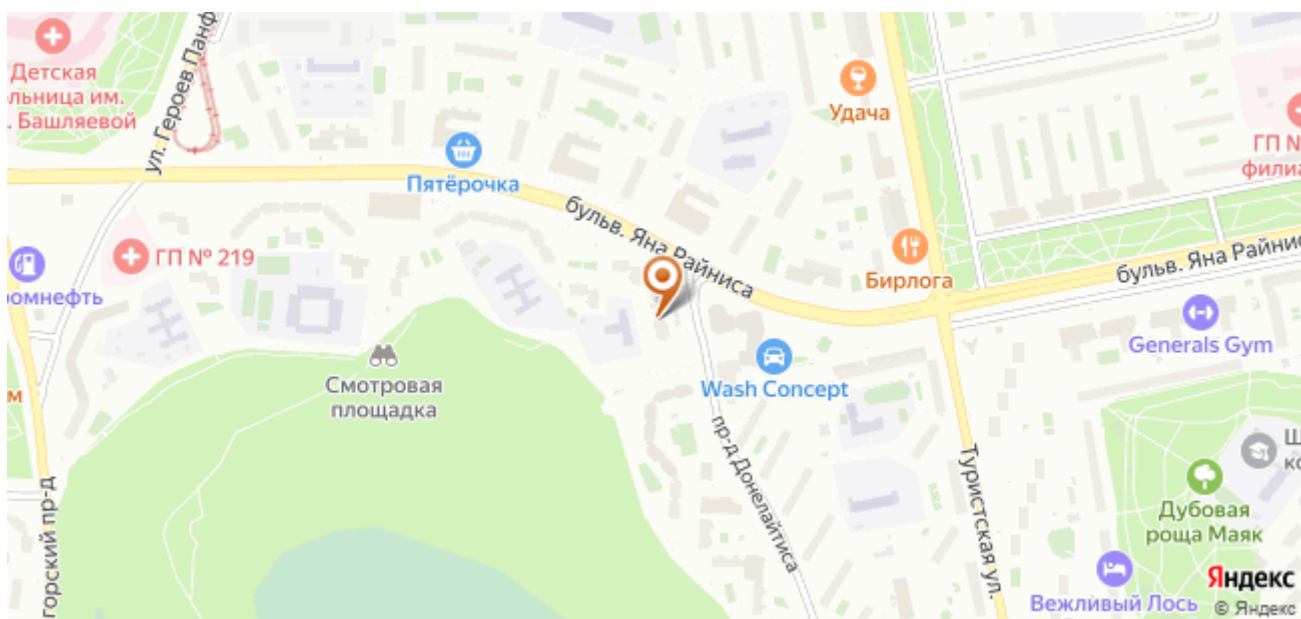 Детская
ольница им.
. Башляевой
ул. Героев Панф
Пятёрочка
Удача
ГП N
филиа
бульв. Яна Райниса
ГП № 219
Бирлога
бульв. Яна Райнис
ромнефть
Generals Gym
Смотровая
площадка
Wash Concept
м
пр-д Донелайтиса
Туристская ул.
Ш
ко
Дубовая
роща Маяк
горский пр-д
Вежливый Лось
Яндекс
© Яндекс